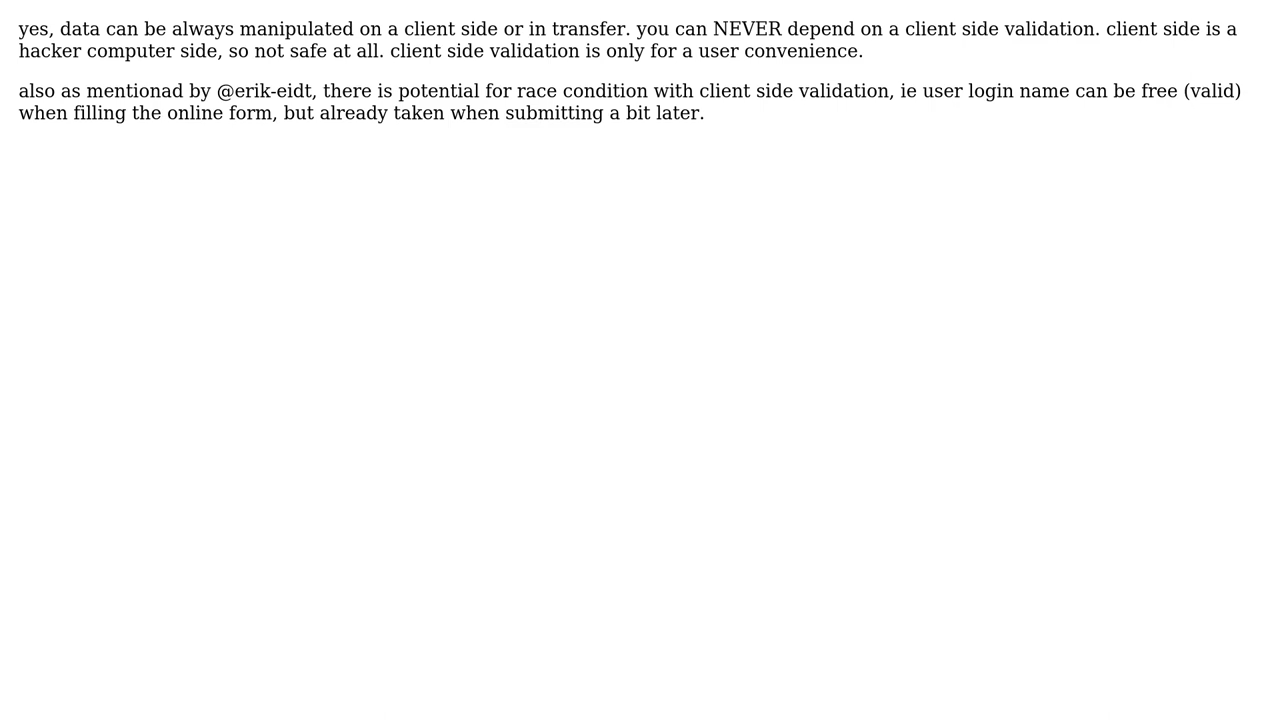 yes, data can be always manipulated on a client side or in transfer. you can NEVER depend on a client side validation. client side is a
hacker computer side, so not safe at all. client side validation is only for a user convenience.
also as mentionad by @erik-eidt, there is potential for race condition with client side validation, ie user login name can be free (valid)
when filling the online form, but already taken when submitting a bit later.